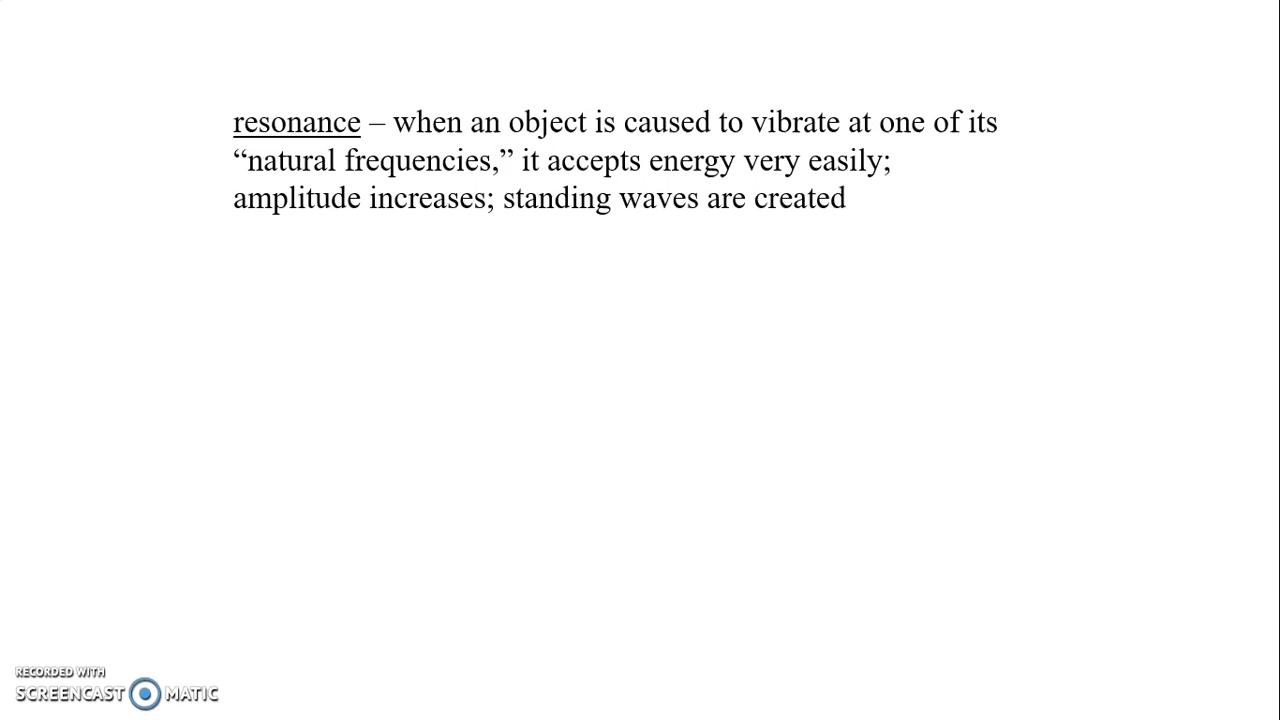 resonance – when an object is caused to vibrate at one of its
“natural frequencies,” it accepts energy very easily;
amplitude increases; standing waves are created
RECORDED WITH
SCREENCAST MATIC